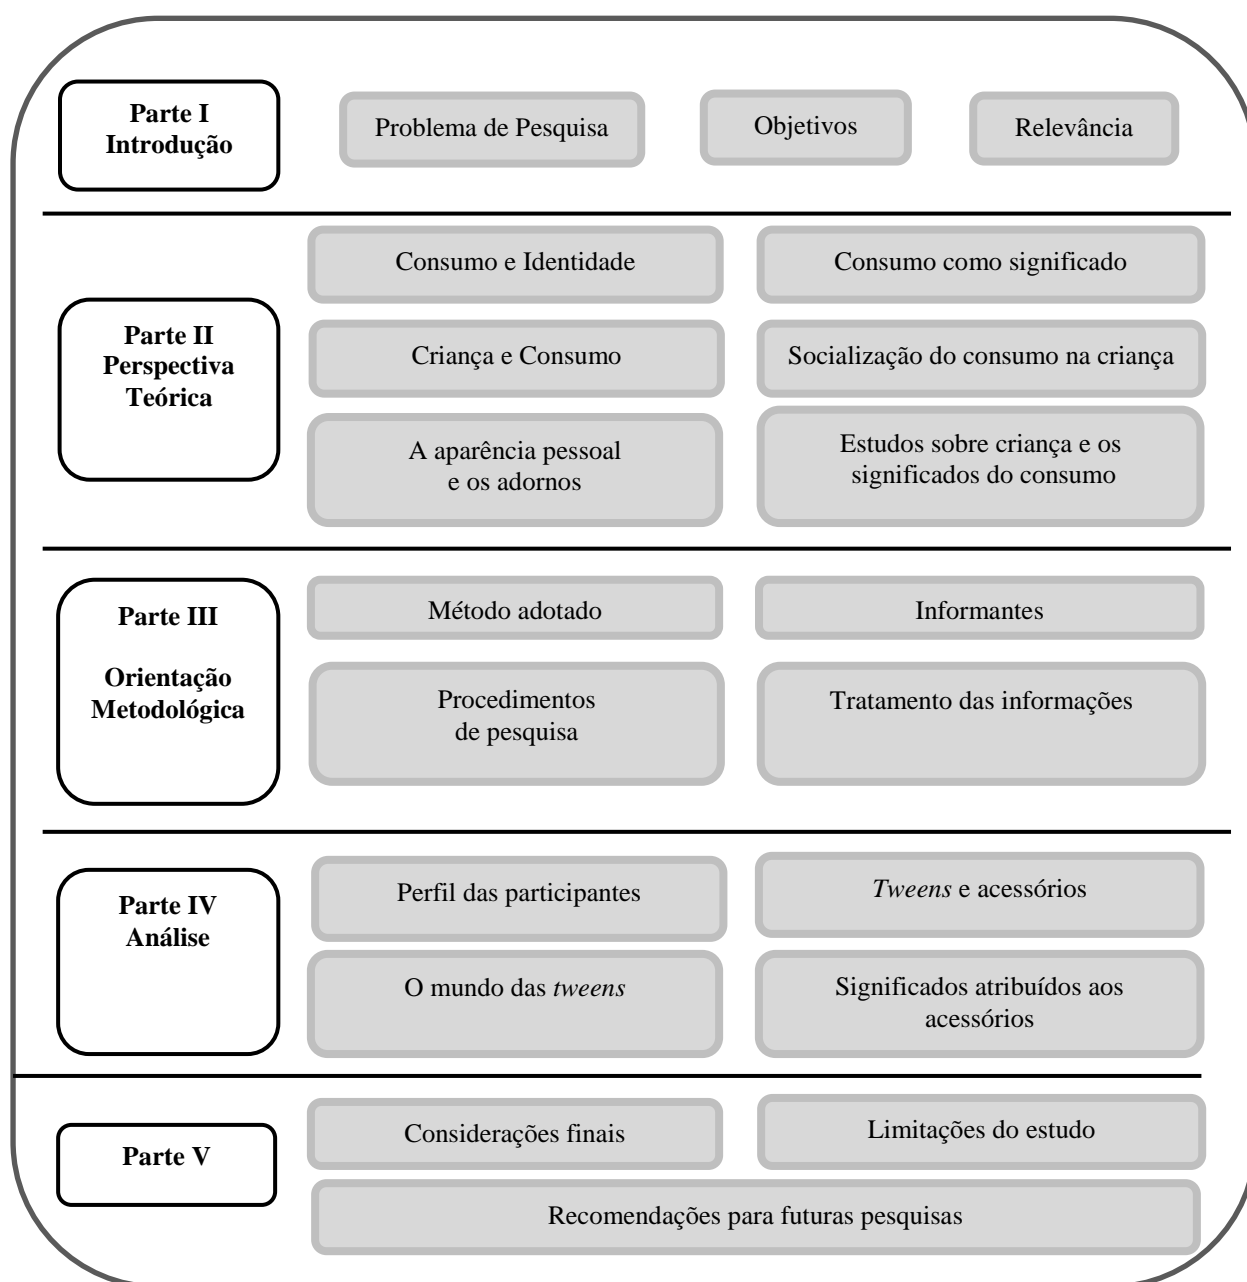 Parte I
Introdução
Problema de Pesquisa
Objetivos
Relevância
Parte II
Perspectiva
Teórica
Consumo e Identidade
Consumo como significado
Criança e Consumo
Socialização do consumo na criança
A aparência pessoal
e os adornos
Estudos sobre criança e os
significados do consumo
Parte III
Orientação
Metodológica
Método adotado
Informantes
Procedimentos
de pesquisa
Tratamento das informações
Parte IV
Análise
Perfil das participantes
Tweens e acessórios
O mundo das tweens
Significados atribuídos aos
acessórios
Parte V
Considerações finais
Limitações do estudo
Recomendações para futuras pesquisas